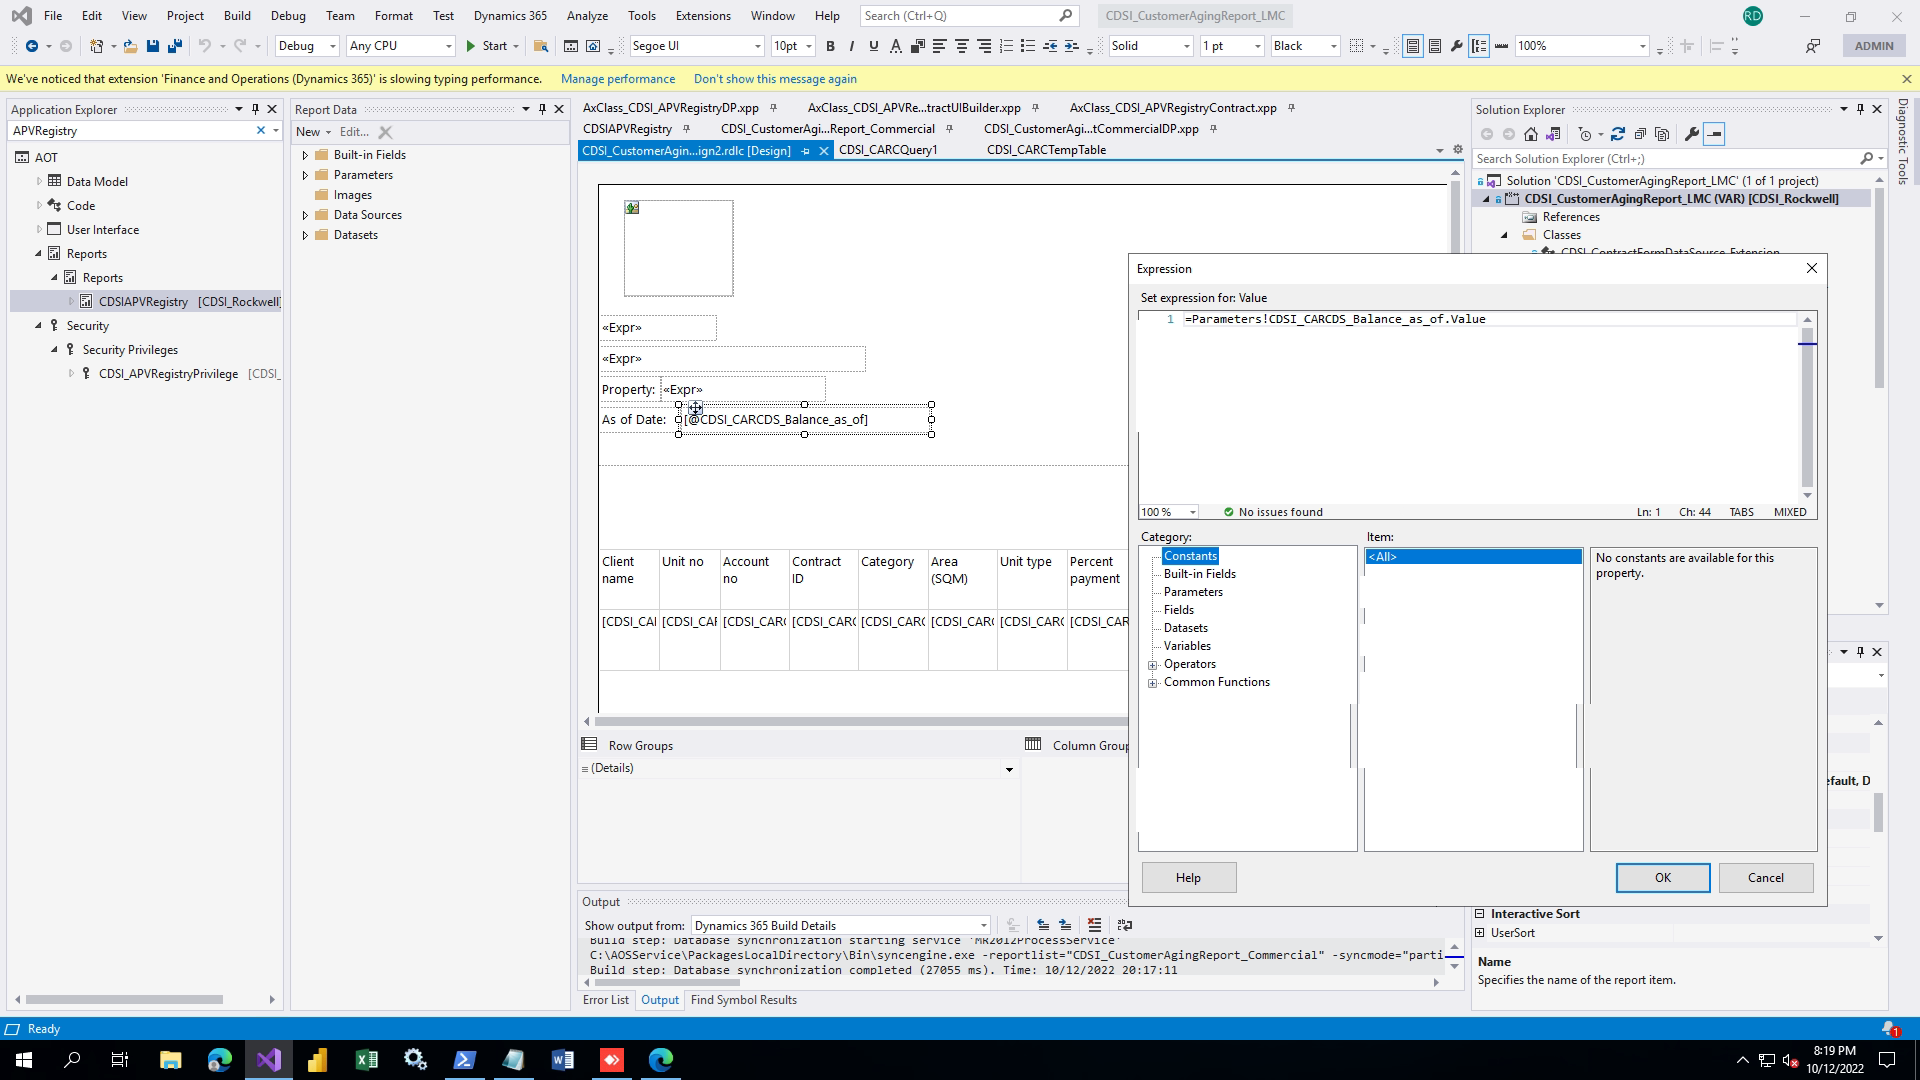 File Edit View Project Build Debug Team Format Test Dynamics 365 Analyze Tools Extensions Window Help Search (Ctrl+Q) CDSI_CustomerAgingReport_LMC RD
Debug Any CPU Start Segoe UI 10pt B I U A Solid 1 pt Black 100% ADMIN
We've noticed that extension 'Finance and Operations (Dynamics 365)' is slowing typing performance. Manage performance Don't show this message again
Application Explorer
APVRegistry
AOT
Data Model
Code
User Interface
Reports
Reports
CDSIAPVRegistry [CDSI_Rockwell]
Security
Security Privileges
CDSI_APVRegistryPrivilege [CDSI_
Report Data
New Edit...
Built-in Fields
Parameters
Images
Data Sources
Datasets
AxClass_CDSI_APVRegistryDP.xpp AxClass_CDSI_APVRe...tractUIBuilder.xpp AxClass_CDSI_APVRegistryContract.xpp
CDSIAPVRegistry CDSI_CustomerAgi...Report_Commercial CDSI_CustomerAgi...tCommercialDP.xpp
CDSI_CustomerAgin...ign2.rdlc [Design] CDSI_CARCQuery1 CDSI_CARCTempTable
«Expr»
«Expr»
Property: «Expr»
As of Date: [@CDSI_CARCDS_Balance_as_of]
Client name Unit no Account no Contract ID Category Area (SQM) Unit type Percent payment
[CDSI_CAI [CDSI_CAF [CDSI_CARC [CDSI_CARC [CDSI_CARC [CDSI_CARC [CDSI_CARC [CDSI_CAR
Row Groups Column Group
(Details)
Output
Show output from: Dynamics 365 Build Details
Build step: Database synchronization starting service 'MR2012ProcessService'
C:\AOSService\PackagesLocalDirectory\Bin\syncengine.exe -reportlist="CDSI_CustomerAgingReport_Commercial" -syncmode="parti
Build step: Database synchronization completed (27055 ms). Time: 10/12/2022 20:17:11
Error List Output Find Symbol Results
Solution Explorer
Search Solution Explorer (Ctrl+;)
Solution 'CDSI_CustomerAgingReport_LMC' (1 of 1 project)
CDSI_CustomerAgingReport_LMC (VAR) [CDSI_Rockwell]
References
Classes
CDSI_ContractFormDataSource_Extension
Diagnostic Tools
Expression
Set expression for: Value
1 =Parameters!CDSI_CARCDS_Balance_as_of.Value
100 % No issues found Ln: 1 Ch: 44 TABS MIXED
Category: Item:
Constants
Built-in Fields
Parameters
Fields
Datasets
Variables
Operators
Common Functions
<All>
No constants are available for this
property.
Help OK Cancel
efault, D
Interactive Sort
UserSort
Name
Specifies the name of the report item.
Ready
1
8:19 PM
10/12/2022